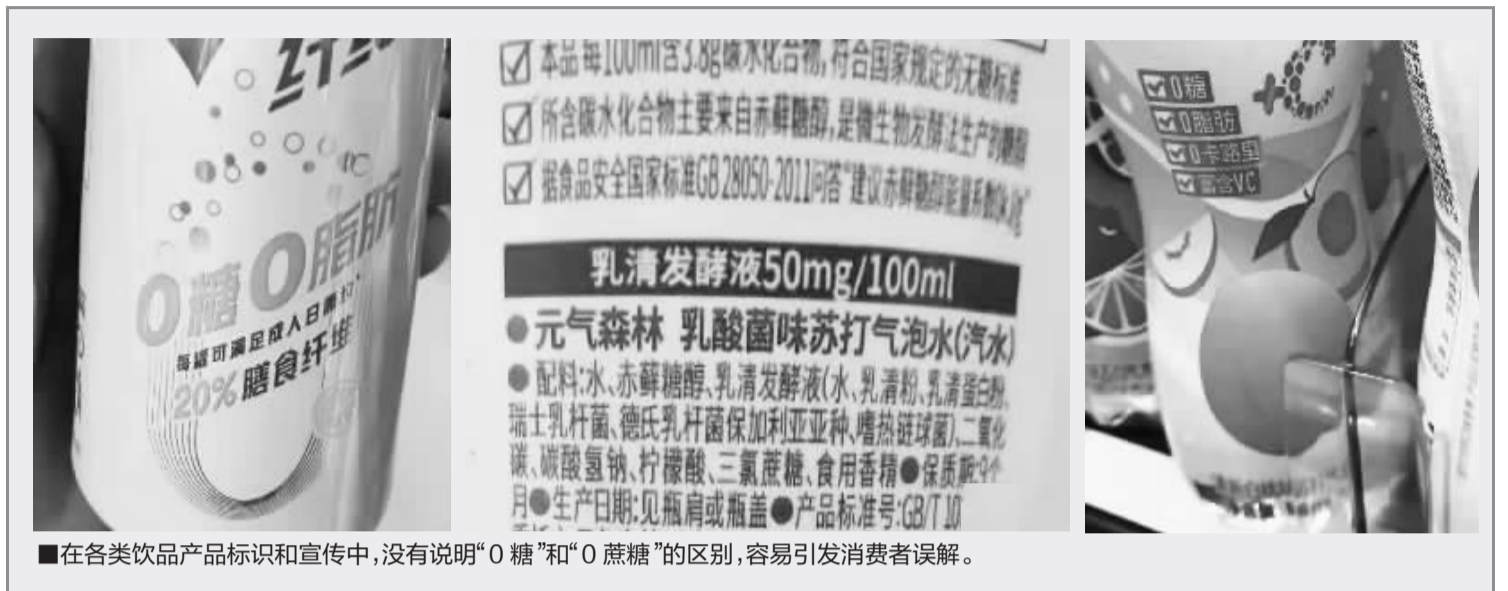 纤维
0糖 0脂肪
每罐可满足成人日需约
20%膳食纤维
本品每100ml含3.8g碳水化合物,符合国家规定的无糖标准
所含碳水化合物主要来自赤藓糖醇,是微生物发酵法生产的糖醇
据食品安全国家标准GB 28050-2011问答“建议赤藓糖醇能量系数
乳清发酵液50mg/100ml
●元气森林 乳酸菌味苏打气泡水(汽水)
●配料:水、赤藓糖醇、乳清发酵液(水、乳清粉、乳清蛋白粉、
瑞士乳杆菌、德氏乳杆菌保加利亚亚种、嗜热链球菌)、二氧化
碳、碳酸氢钠、柠檬酸、三氯蔗糖、食用香精●保质期:9个
月●生产日期:见瓶肩或瓶盖●产品标准号:GB/T 10
+C
0糖
0脂肪
0卡路里
富含VC
■在各类饮品产品标识和宣传中,没有说明“0糖”和“0蔗糖”的区别,容易引发消费者误解。